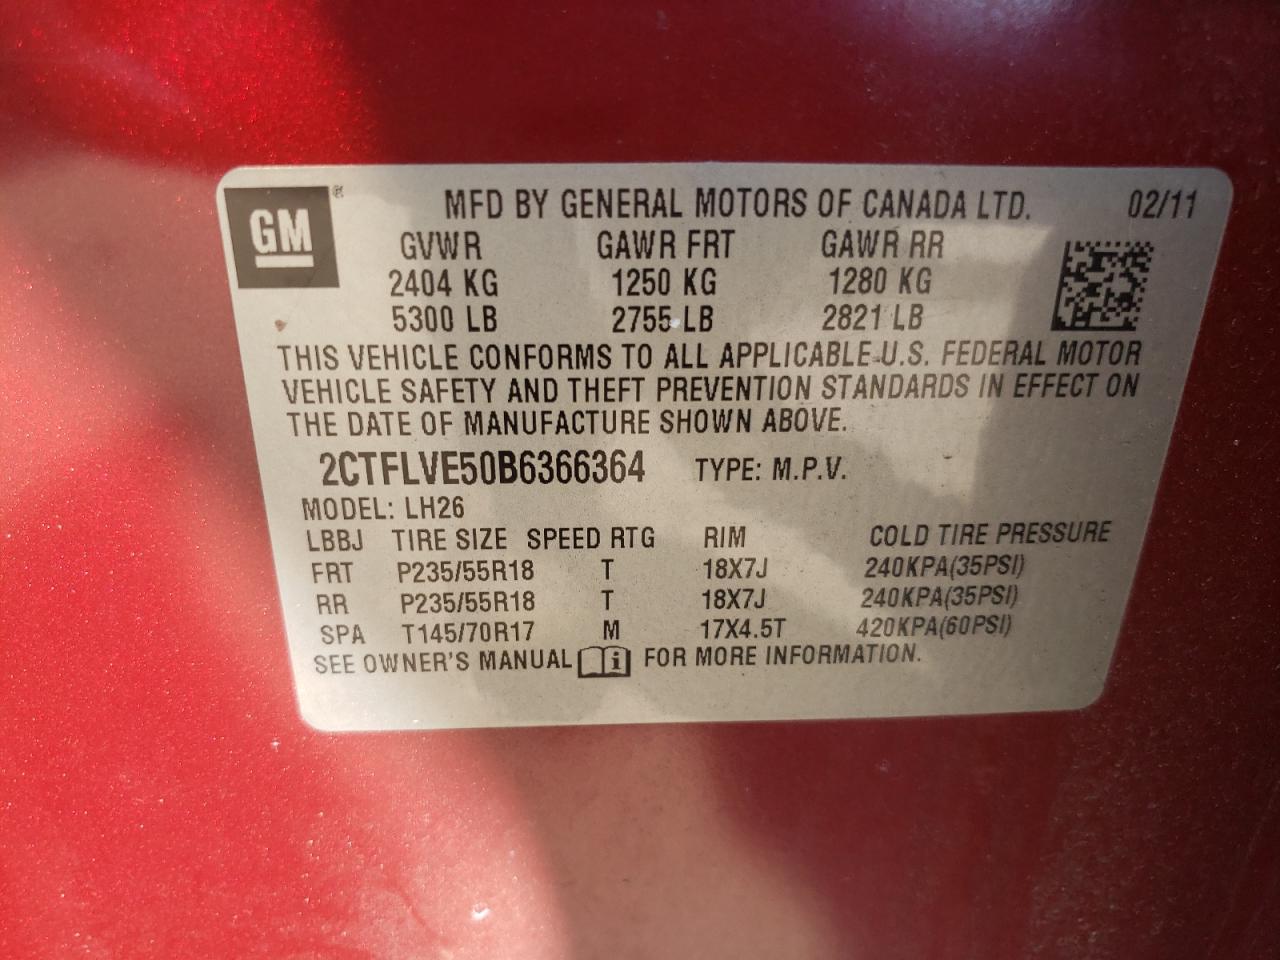 GM ®
MFD BY GENERAL MOTORS OF CANADA LTD. 02/11
GVWR GAWR FRT GAWR RR
2404 KG 1250 KG 1280 KG
5300 LB 2755 LB 2821 LB
THIS VEHICLE CONFORMS TO ALL APPLICABLE U.S. FEDERAL MOTOR
VEHICLE SAFETY AND THEFT PREVENTION STANDARDS IN EFFECT ON
THE DATE OF MANUFACTURE SHOWN ABOVE.
2CTFLVE50B6366364 TYPE: M.P.V.
MODEL: LH26
LBBJ TIRE SIZE SPEED RTG RIM COLD TIRE PRESSURE
FRT P235/55R18 T 18X7J 240KPA(35PSI)
RR P235/55R18 T 18X7J 240KPA(35PSI)
SPA T145/70R17 M 17X4.5T 420KPA(60PSI)
SEE OWNER'S MANUAL i FOR MORE INFORMATION.